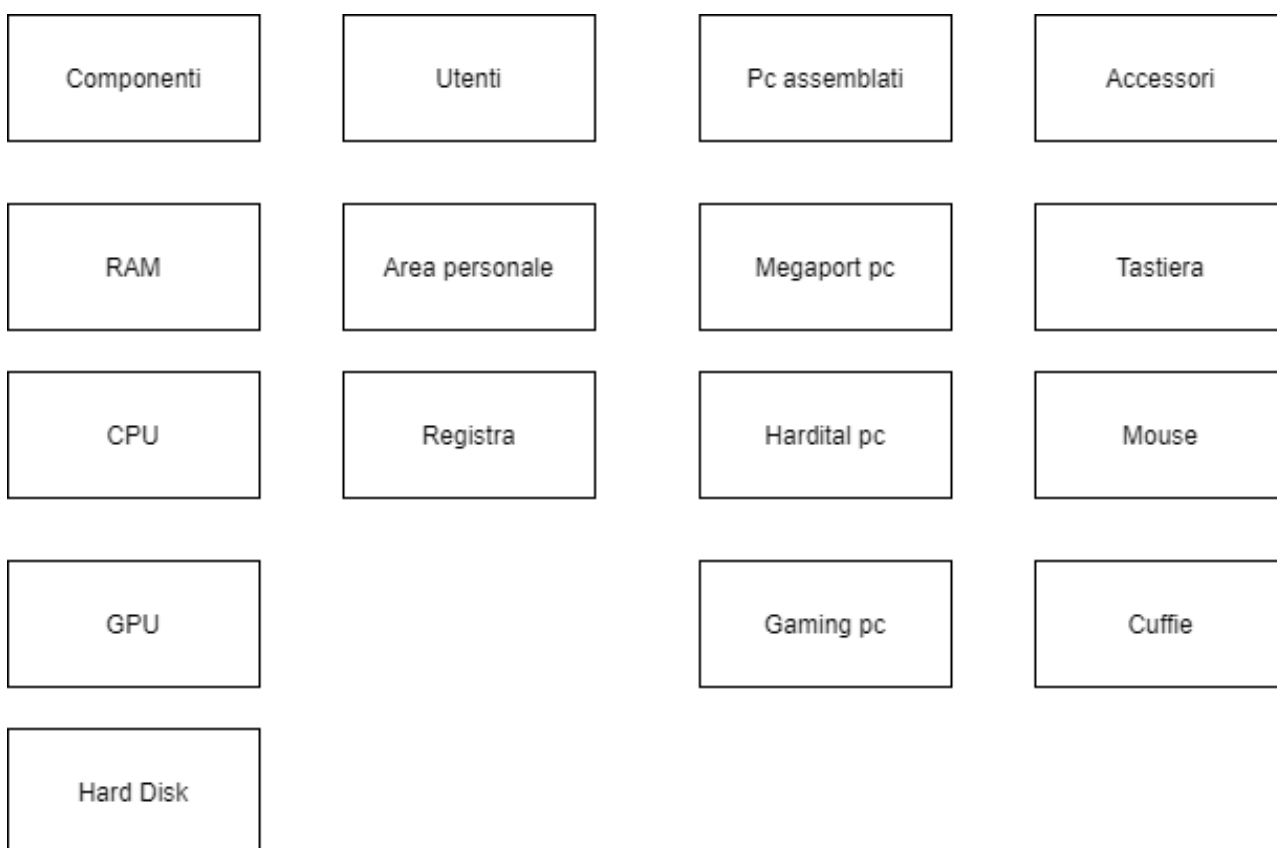 Componenti
Utenti
Pc assemblati
Accessori
RAM
Area personale
Megaport pc
Tastiera
CPU
Registra
Hardital pc
Mouse
GPU
Gaming pc
Cuffie
Hard Disk